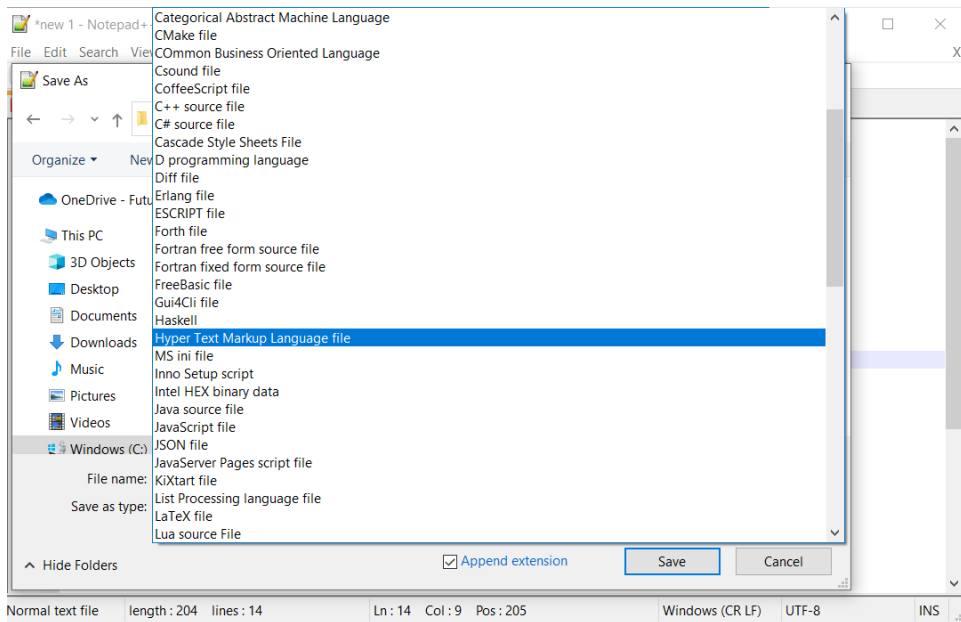 *new 1 - Notepad+
File Edit Search View
X
Save As
Organize
New
OneDrive - Futu
This PC
3D Objects
Desktop
Documents
Downloads
Music
Pictures
Videos
Windows (C:)
File name:
Save as type:
Categorical Abstract Machine Language
CMake file
COmmon Business Oriented Language
Csound file
CoffeeScript file
C++ source file
C# source file
Cascade Style Sheets File
D programming language
Diff file
Erlang file
ESCRIPT file
Forth file
Fortran free form source file
Fortran fixed form source file
FreeBasic file
Gui4Cli file
Haskell
Hyper Text Markup Language file
MS ini file
Inno Setup script
Intel HEX binary data
Java source file
JavaScript file
JSON file
JavaServer Pages script file
KiXtart file
List Processing language file
LaTeX file
Lua source File
Hide Folders
Append extension
Save
Cancel
Normal text file length : 204 lines : 14 Ln : 14 Col : 9 Pos : 205 Windows (CR LF) UTF-8 INS